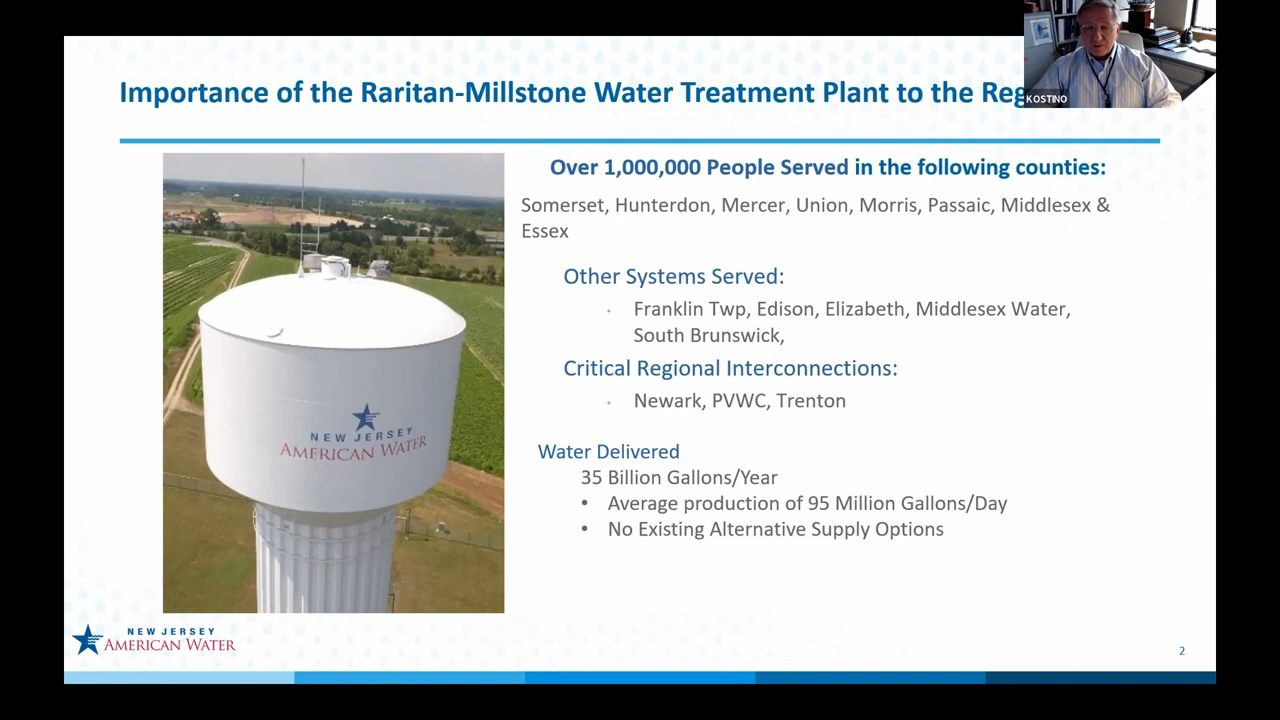 Importance of the Raritan-Millstone Water Treatment Plant to the Reg
KOSTINO
Over 1,000,000 People Served in the following counties:
Somerset, Hunterdon, Mercer, Union, Morris, Passaic, Middlesex &
Essex
Other Systems Served:
Franklin Twp, Edison, Elizabeth, Middlesex Water,
South Brunswick,
Critical Regional Interconnections:
Newark, PVWC, Trenton
Water Delivered
35 Billion Gallons/Year
• Average production of 95 Million Gallons/Day
• No Existing Alternative Supply Options
NEW JERSEY
AMERICAN WATER
NEW JERSEY
AMERICAN WATER
2